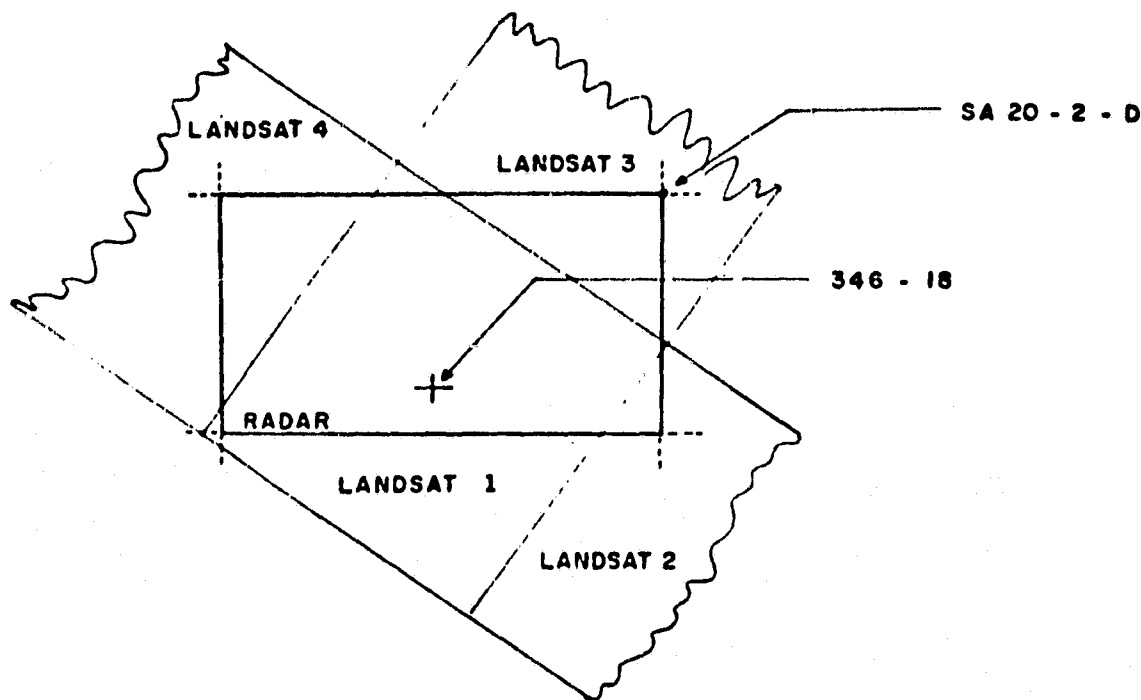 SA 20 - 2 - D
LANDSAT 4
LANDSAT 3
346 - 18
RADAR
LANDSAT 1
LANDSAT 2